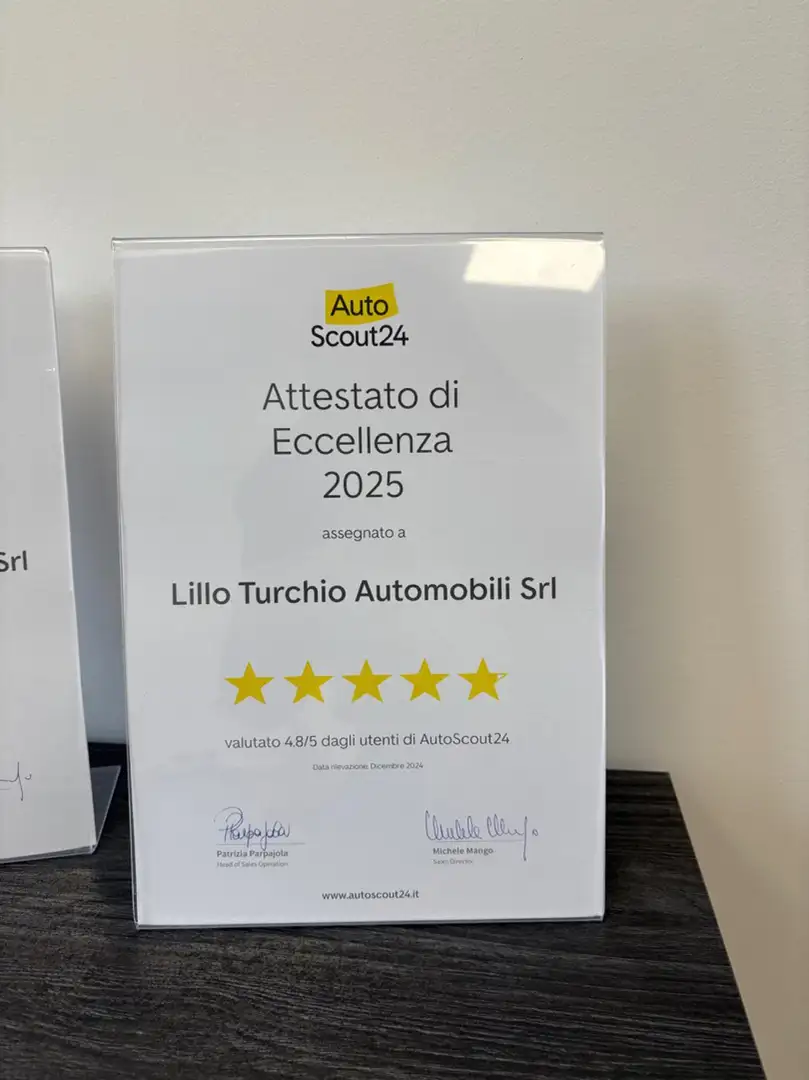 Srl
Auto
Scout24
Attestato di
Eccellenza
2025
assegnato a
Lillo Turchio Automobili Srl
valutato 4.8/5 dagli utenti di AutoScout24
Data rilevazione: Dicembre 2024
Patrizia Parpajola
Head of Sales Operation
Michele Mango
Sales Director
www.autoscout24.it